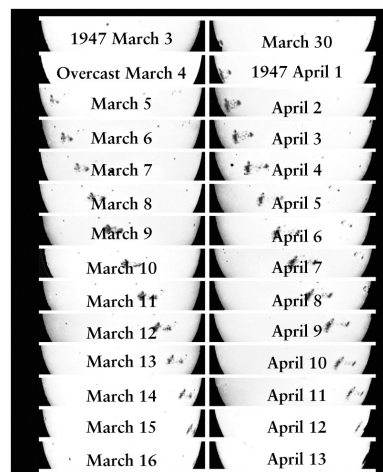 1947 March 3
Overcast March 4
March 5
March 6
March 7
March 8
March 9
March 10
March 11
March 12
March 13
March 14
March 15
March 16
March 30
1947 April 1
April 2
April 3
April 4
April 5
April 6
April 7
April 8
April 9
April 10
April 11
April 12
April 13